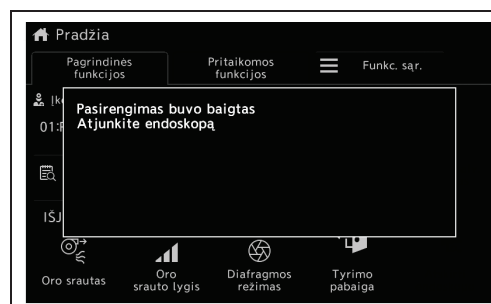 Pradžia
Pagrindinės
funkcijos
Pritaikomos
funkcijos
Funkc. sąr.
Pasirengimas buvo baigtas
Atjunkite endoskopą
01:
IŠJ
Oro srautas
Oro
srauto lygis
Diafragmos
režimas
Tyrimo
pabaiga